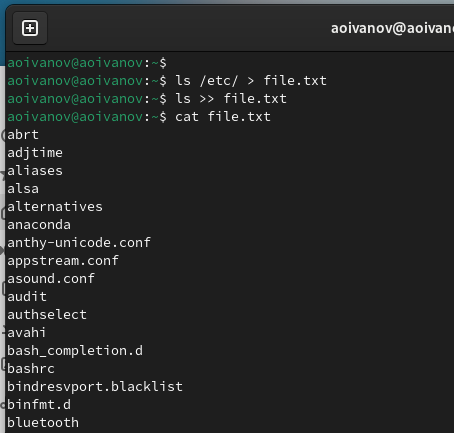 aoivanov@aoivan
aoivanov@aoivanov:~$
aoivanov@aoivanov:~$ ls /etc/ > file.txt
aoivanov@aoivanov:~$ ls >> file.txt
aoivanov@aoivanov:~$ cat file.txt
abrt
adjtime
aliases
alsa
alternatives
anaconda
anthy-unicode.conf
appstream.conf
asound.conf
audit
authselect
avahi
bash_completion.d
bashrc
bindresvport.blacklist
binfmt.d
bluetooth